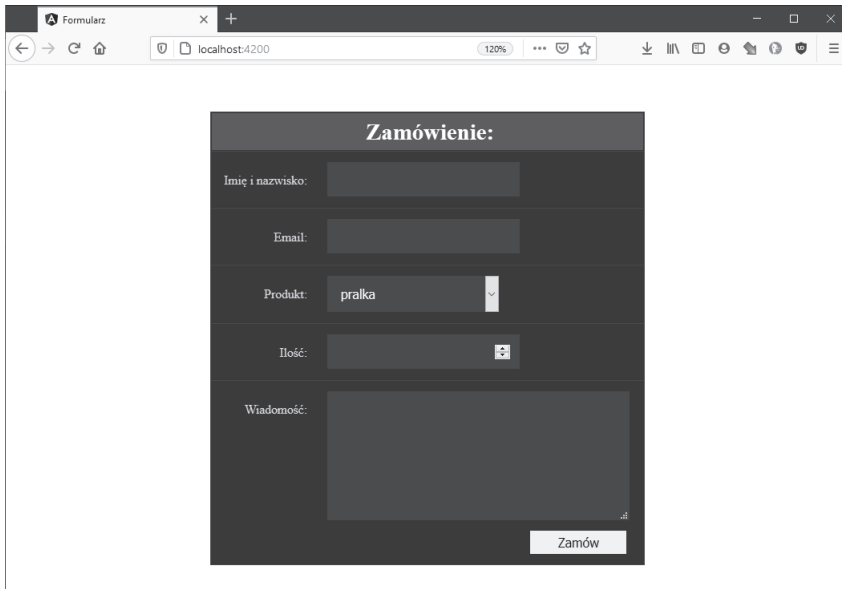 Formularz
localhost:4200
120%
Zamówienie:
Imię i nazwisko:
Email:
Produkt:
pralka
Ilość:
Wiadomość:
Zamów